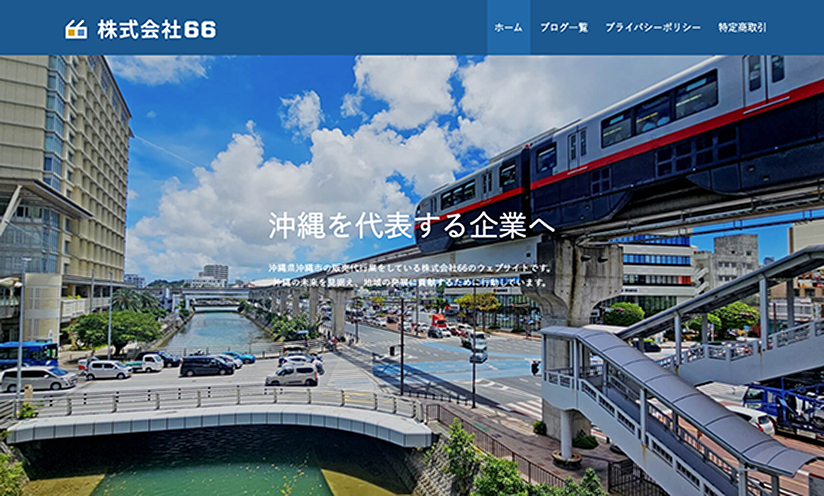 株式会社66
ホーム
ブログ一覧
プライバシーポリシー
特定商取引
沖縄を代表する企業へ
沖縄県沖縄市の販売代行業をしている株式会社66のウェブサイトです。
沖縄の未来を見据え、地域の発展に貢献するために行動しています。